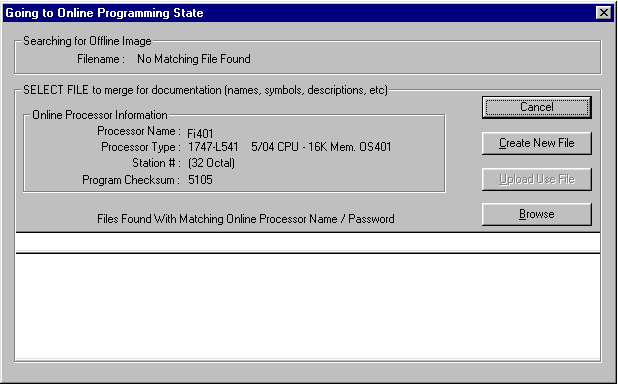 Going to Online Programming State
Searching for Offline Image
Filename : No Matching File Found
SELECT FILE to merge for documentation (names, symbols, descriptions, etc)
Online Processor Information
Processor Name : Fi401
Processor Type : 1747-L541 5/04 CPU - 16K Mem. OS401
Station # : (32 Octal)
Program Checksum : 5105
Cancel
Create New File
Upload Use File
Browse
Files Found With Matching Online Processor Name / Password